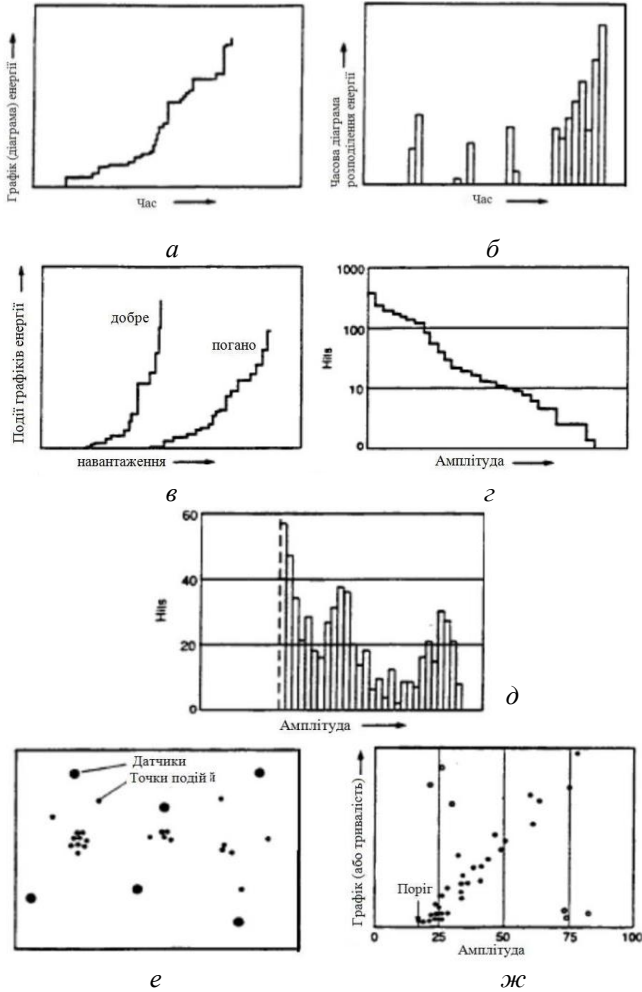 Графік (діаграма) енергії
Час
а
Часова діаграма
розподілення енергії
Час
б
Події графіків енергії
добре
погано
навантаження
в
1000
100
10
0
Hits
Амплітуда
г
60
40
20
0
Hits
Амплітуда
д
Датчики
Точки подій й
е
Графік (або тривалість)
Поріг
0
25
50
75
100
Амплітуда
ж